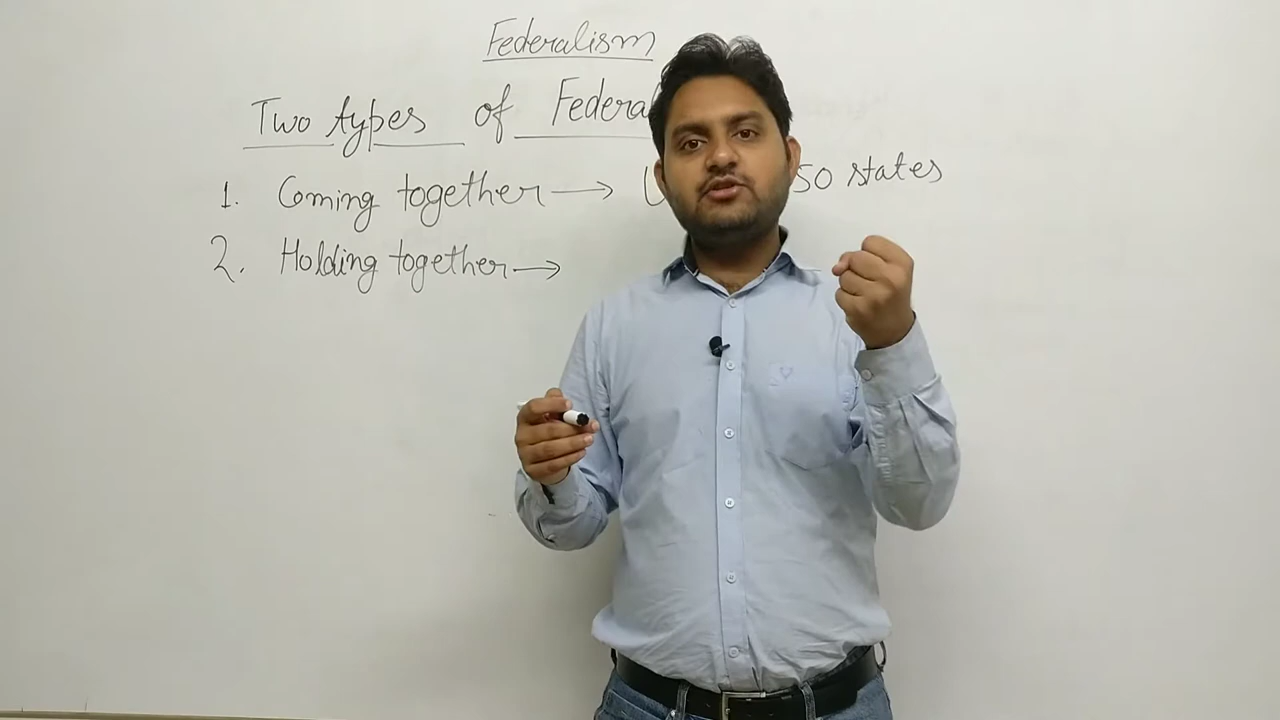 Federalism
Two types of Federal
1. Coming together → U 50 states
2. Holding together →